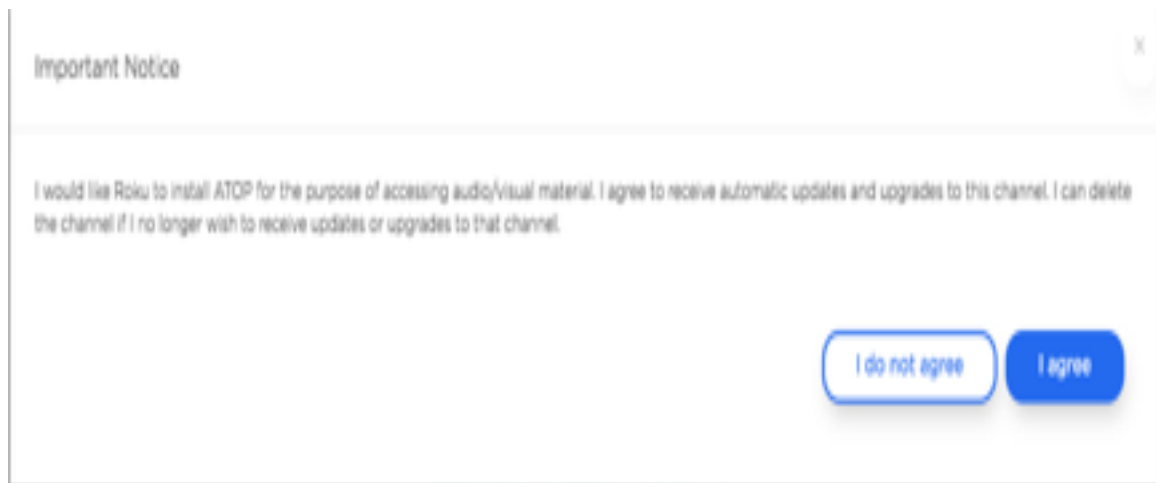 Important Notice
X
I would like Roku to install ATOP for the purpose of accessing audio/visual material. I agree to receive automatic updates and upgrades to this channel. I can delete
the channel if I no longer wish to receive updates or upgrades to that channel.
I do not agree
I agree